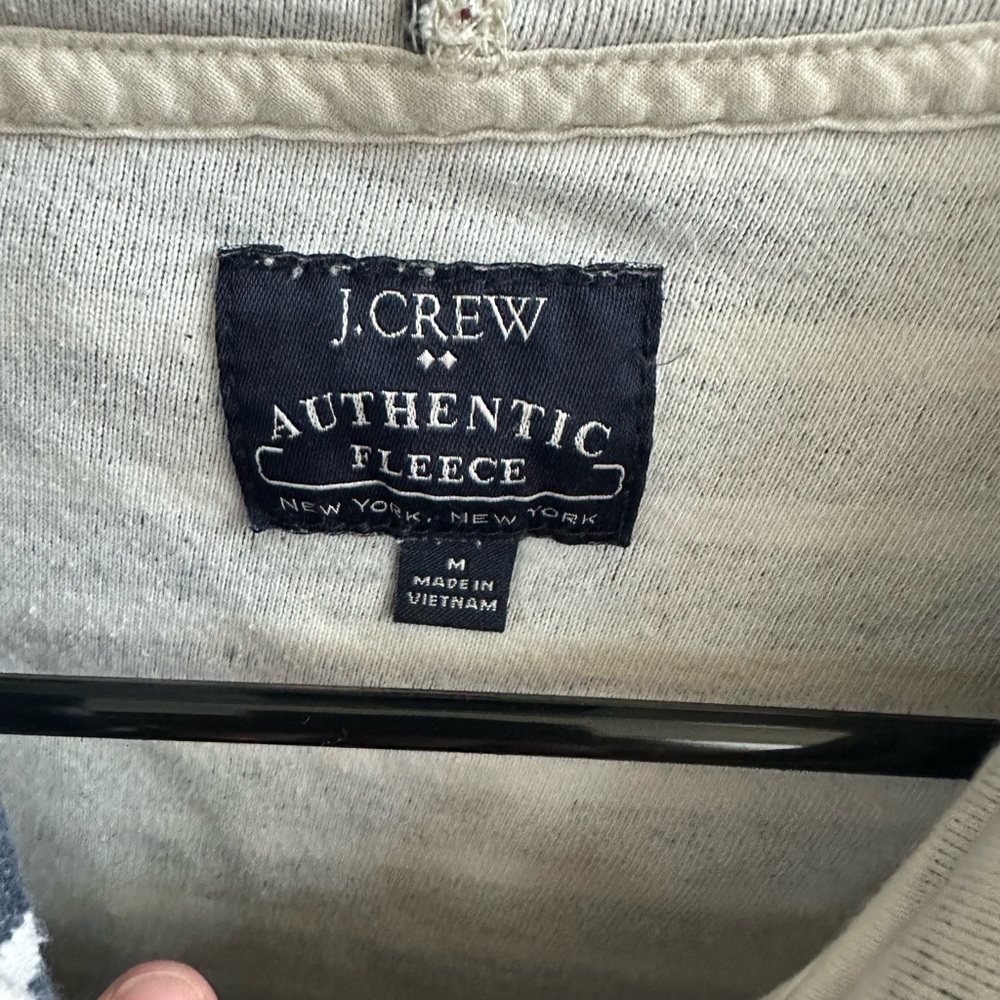 J.CREW
AUTHENTIC
FLEECE
NEW YORK, NEW YORK
M
MADE IN
VIETNAM